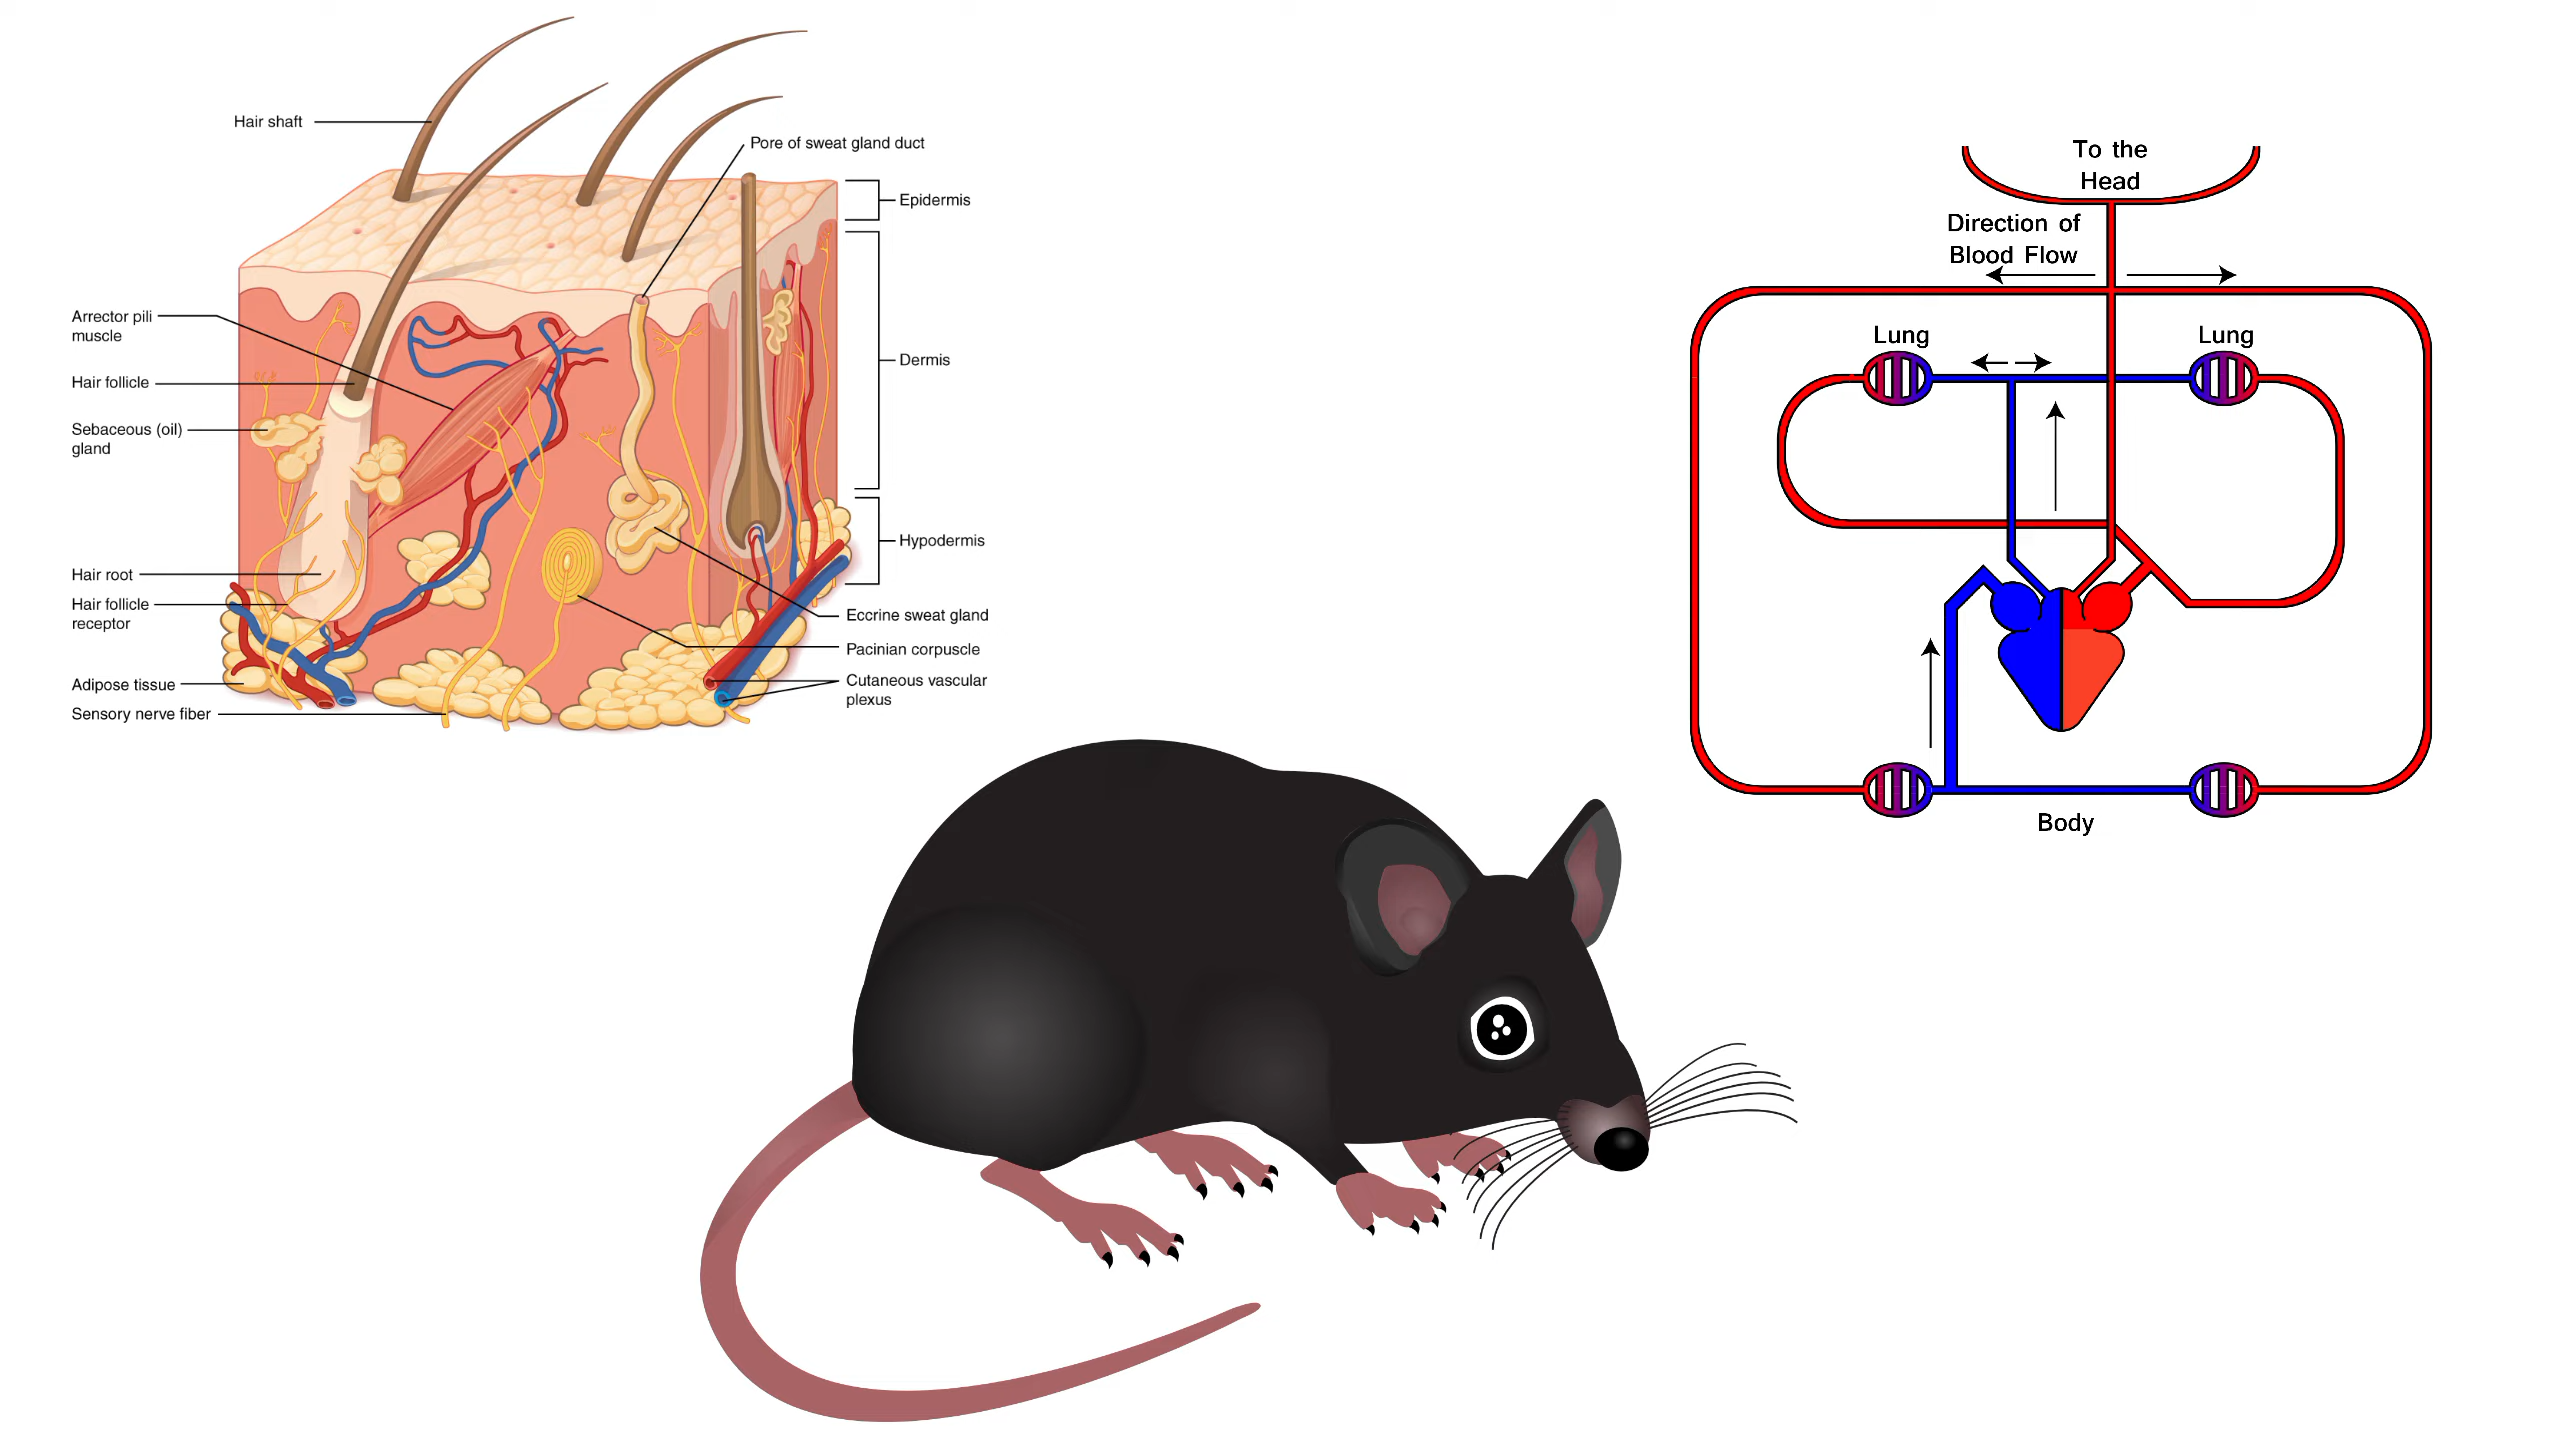 Hair shaft
Pore of sweat gland duct
Epidermis
Arrector pili
muscle
Dermis
Hair follicle
Sebaceous (oil)
gland
Hypodermis
Hair root
Hair follicle
receptor
Eccrine sweat gland
Pacinian corpuscle
Adipose tissue
Cutaneous vascular
plexus
Sensory nerve fiber
To the
Head
Direction of
Blood Flow
Lung
Lung
Body